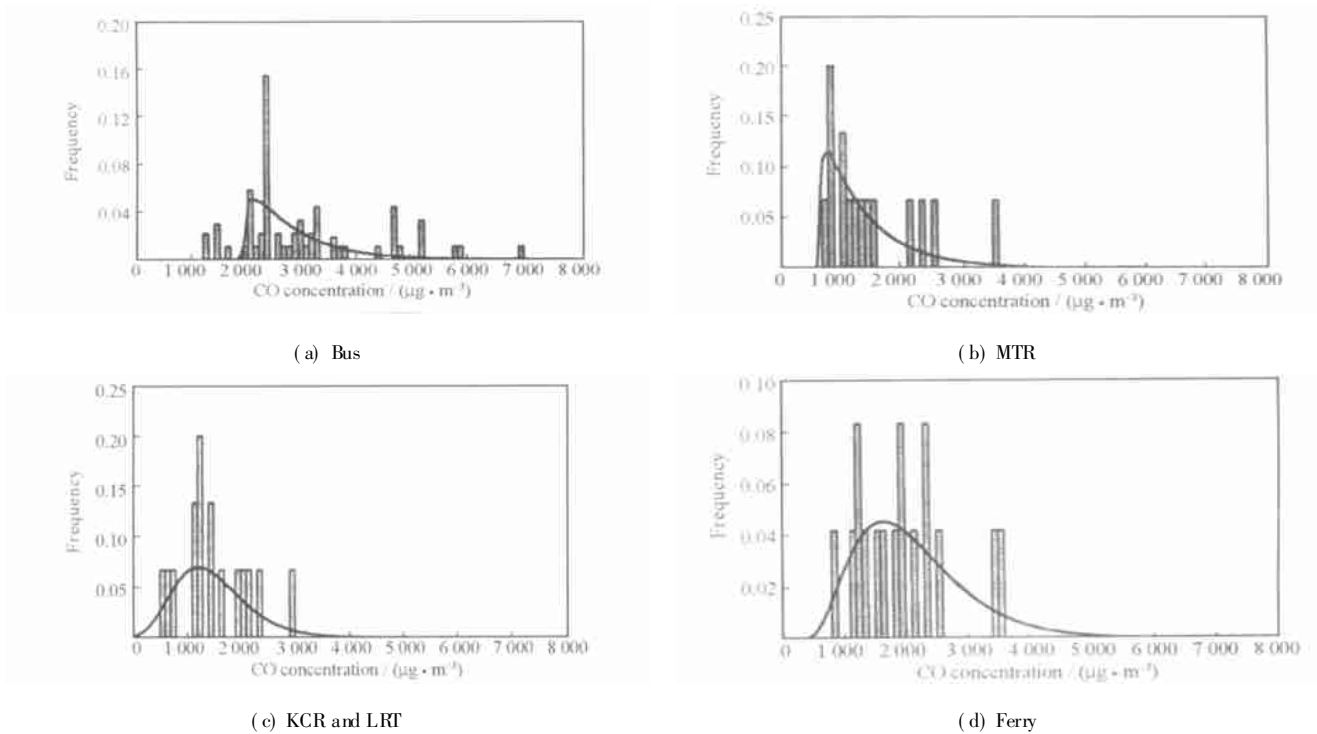 0.20
0.16
0.12
0.08
0.04
Frequency
0 1 000 2 000 3 000 4 000 5 000 6 000 7 000 8 000
CO concentration / (μg • m⁻³)
( a) Bus
0.25
0.20
0.15
0.10
0.05
Frequency
0 1 000 2 000 3 000 4 000 5 000 6 000 7 000 8 000
CO concentration / (μg • m⁻³)
( b) MTR
0.25
0.20
0.15
0.10
0.05
Frequency
0 1 000 2 000 3 000 4 000 5 000 6 000 7 000 8 000
CO concentration / (μg • m⁻³)
( c) KCR and LRT
0.10
0.08
0.06
0.04
0.02
Frequency
0 1 000 2 000 3 000 4 000 5 000 6 000 7 000 8 000
CO concentration / (μg • m⁻³)
( d) Ferry